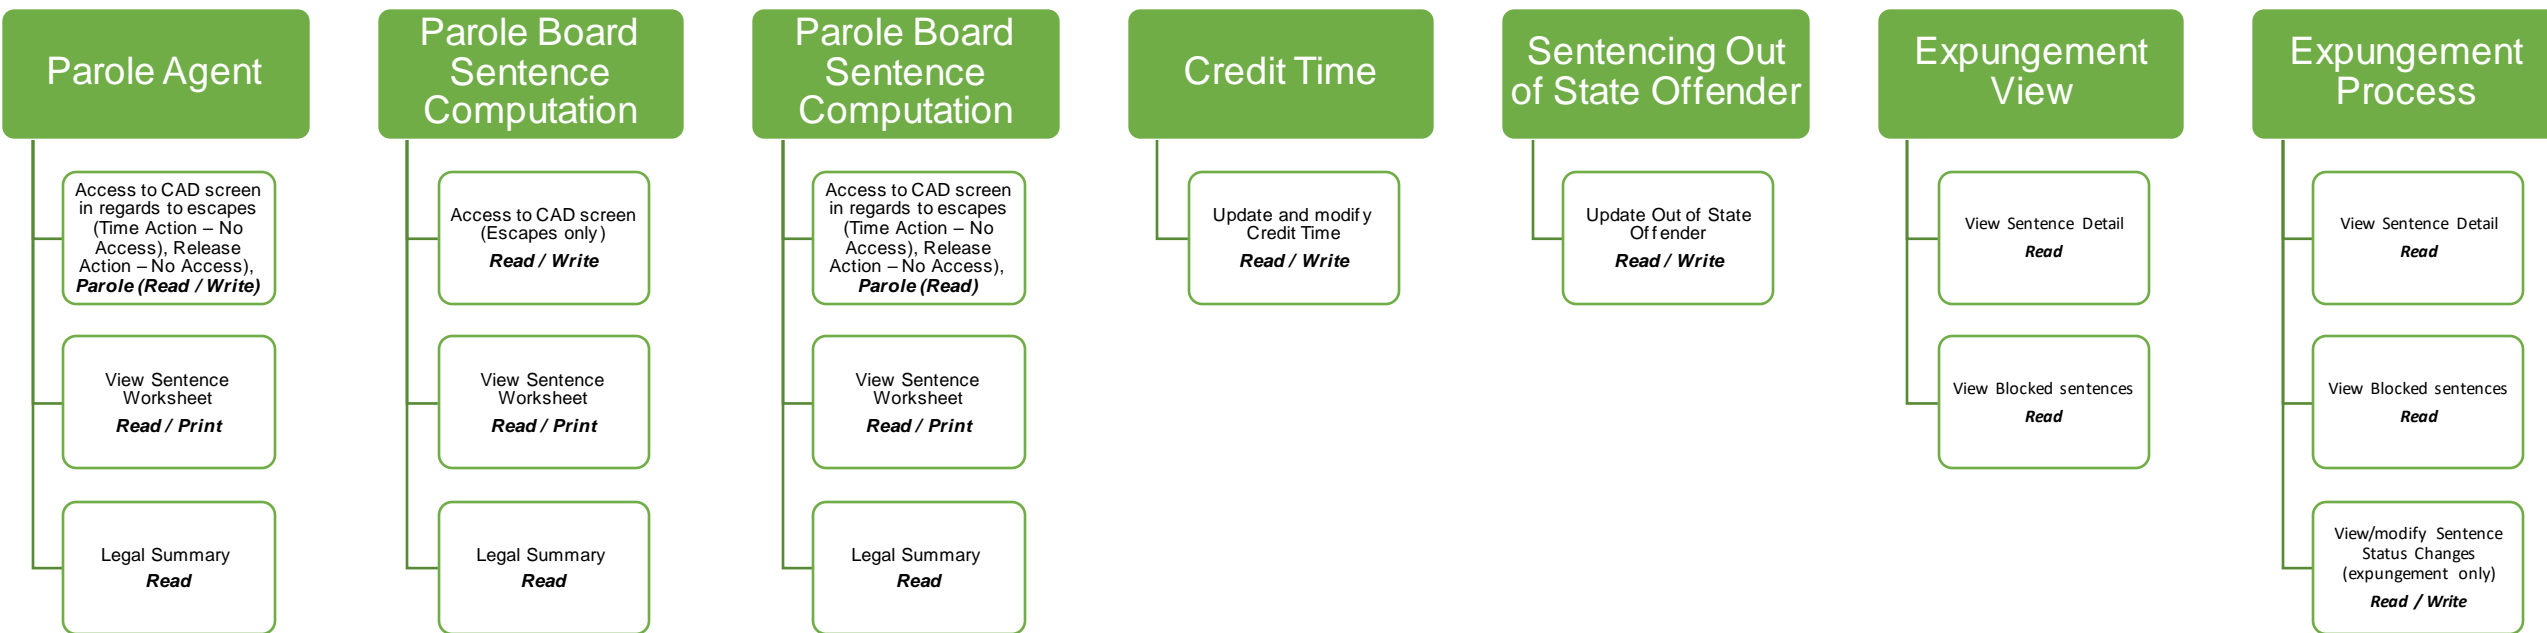 Parole Agent
Access to CAD screen
in regards to escapes
(Time Action – No
Access), Release
Action – No Access),
Parole (Read / Write)
View Sentence
Worksheet
Read / Print
Legal Summary
Read
Parole Board
Sentence
Computation
Access to CAD screen
(Escapes only)
Read / Write
View Sentence
Worksheet
Read / Print
Legal Summary
Read
Parole Board
Sentence
Computation
Access to CAD screen
in regards to escapes
(Time Action – No
Access), Release
Action – No Access),
Parole (Read)
View Sentence
Worksheet
Read / Print
Legal Summary
Read
Credit Time
Update and modify
Credit Time
Read / Write
Sentencing Out
of State Offender
Update Out of State
Offender
Read / Write
Expungement
View
View Sentence Detail
Read
View Blocked sentences
Read
Expungement
Process
View Sentence Detail
Read
View Blocked sentences
Read
View/modify Sentence
Status Changes
(expungement only)
Read / Write